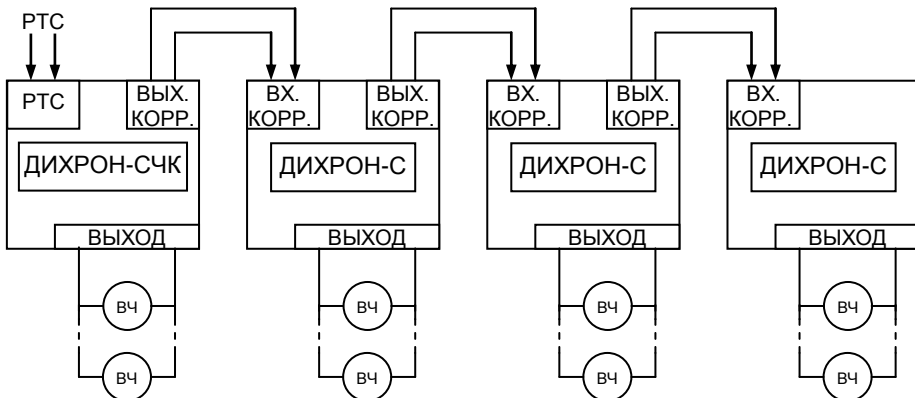 РТС
РТС
ВЫХ.
КОРР.
ДИХРОН-СЧК
ВЫХОД
ВЧ
ВЧ
ВХ.
КОРР.
ВЫХ.
КОРР.
ДИХРОН-С
ВЫХОД
ВЧ
ВЧ
ВХ.
КОРР.
ВЫХ.
КОРР.
ДИХРОН-С
ВЫХОД
ВЧ
ВЧ
ВХ.
КОРР.
ДИХРОН-С
ВЫХОД
ВЧ
ВЧ